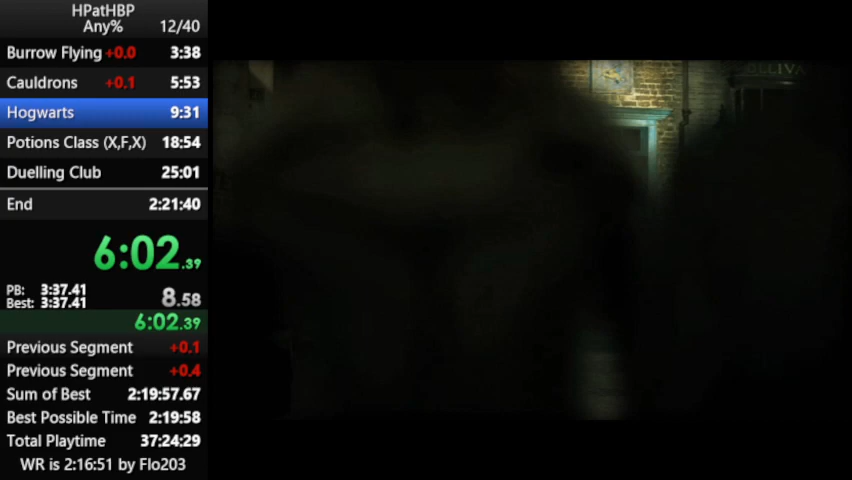 HPatHBP
Any% 12/40
Burrow Flying +0.0 3:38
Cauldrons +0.1 5:53
Hogwarts 9:31
Potions Class (X,F,X) 18:54
Duelling Club 25:01
End 2:21:40
6:02.39
PB: 3:37.41
Best: 3:37.41
8.58
6:02.39
Previous Segment +0.1
Previous Segment +0.4
Sum of Best 2:19:57.67
Best Possible Time 2:19:58
Total Playtime 37:24:29
WR is 2:16:51 by Flo203
OLLIVA